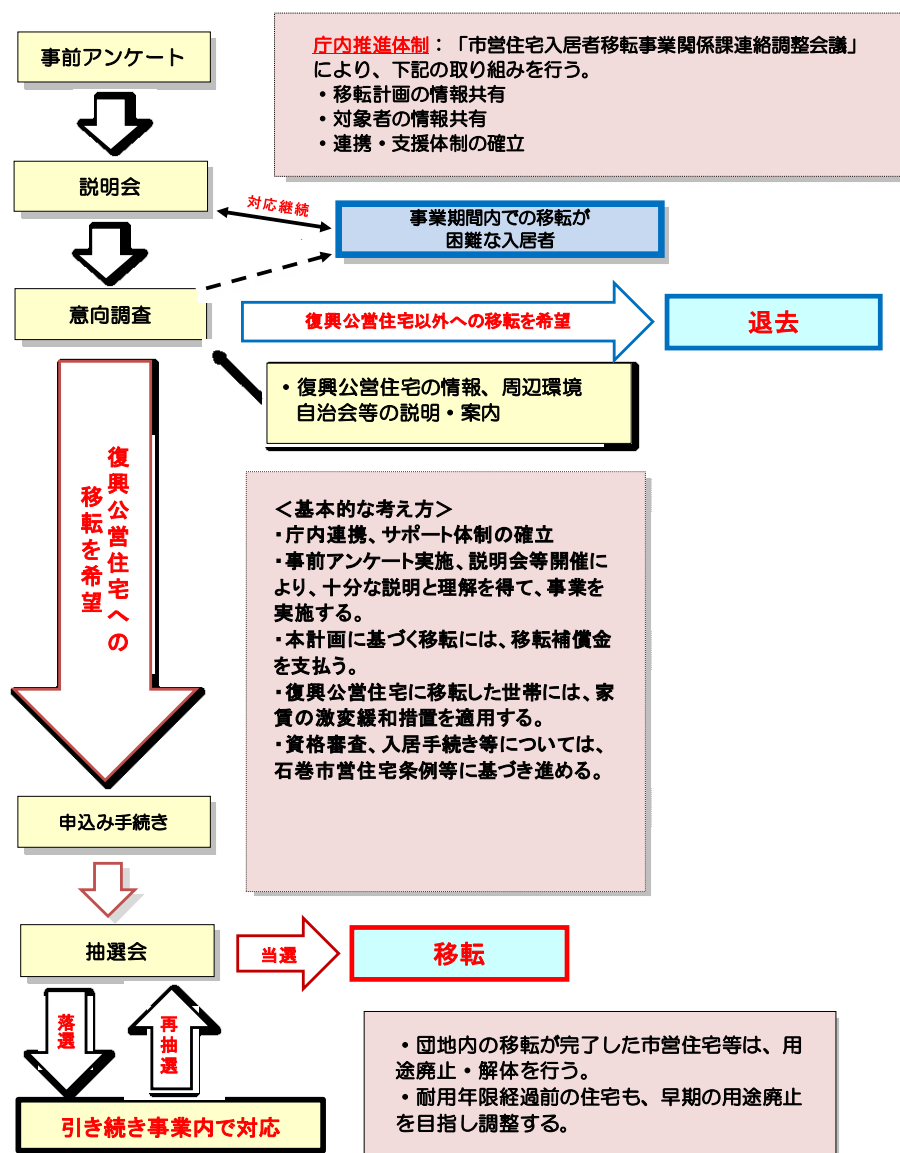 事前アンケート
庁内推進体制：「市営住宅入居者移転事業関係課連絡調整会議」
により、下記の取り組みを行う。
・移転計画の情報共有
・対象者の情報共有
・連携・支援体制の確立
説明会
対応継続
事業期間内での移転が
困難な入居者
意向調査
復興公営住宅以外への移転を希望
退去
・復興公営住宅の情報、周辺環境
自治会等の説明・案内
復興公営住宅への
移転を希望
＜基本的な考え方＞
・庁内連携、サポート体制の確立
・事前アンケート実施、説明会等開催に
より、十分な説明と理解を得て、事業を
実施する。
・本計画に基づく移転には、移転補償金
を支払う。
・復興公営住宅に移転した世帯には、家
賃の激変緩和措置を適用する。
・資格審査、入居手続き等については、
石巻市営住宅条例等に基づき進める。
申込み手続き
抽選会
当選
移転
落選
再抽選
引き続き事業内で対応
・団地内の移転が完了した市営住宅等は、用
途廃止・解体を行う。
・耐用年限経過前の住宅も、早期の用途廃止
を目指し調整する。